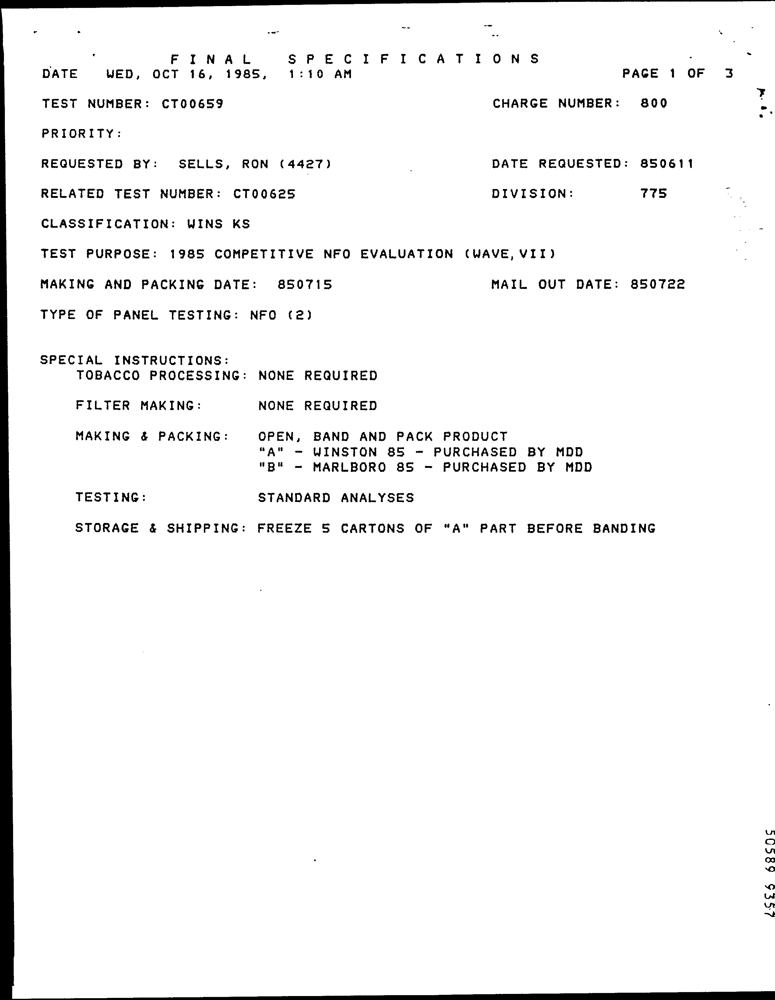 F I N A L   S P E C I F I C A T I O N S
DATE   WED, OCT 16, 1985,  1:10 AM   PAGE 1 OF  3
TEST NUMBER: CT00659   CHARGE NUMBER:  800
PRIORITY:
REQUESTED BY:  SELLS, RON (4427)   DATE REQUESTED: 850611
RELATED TEST NUMBER: CT00625   DIVISION:   775
CLASSIFICATION: WINS KS
TEST PURPOSE: 1985 COMPETITIVE NFO EVALUATION (WAVE,VII)
MAKING AND PACKING DATE:  850715   MAIL OUT DATE: 850722
TYPE OF PANEL TESTING: NFO (2)
SPECIAL INSTRUCTIONS:
TOBACCO PROCESSING: NONE REQUIRED
FILTER MAKING:   NONE REQUIRED
MAKING & PACKING:   OPEN, BAND AND PACK PRODUCT
"A" - WINSTON 85 - PURCHASED BY MDD
"B" - MARLBORO 85 - PURCHASED BY MDD
TESTING:   STANDARD ANALYSES
STORAGE & SHIPPING: FREEZE 5 CARTONS OF "A" PART BEFORE BANDING
50589 9357